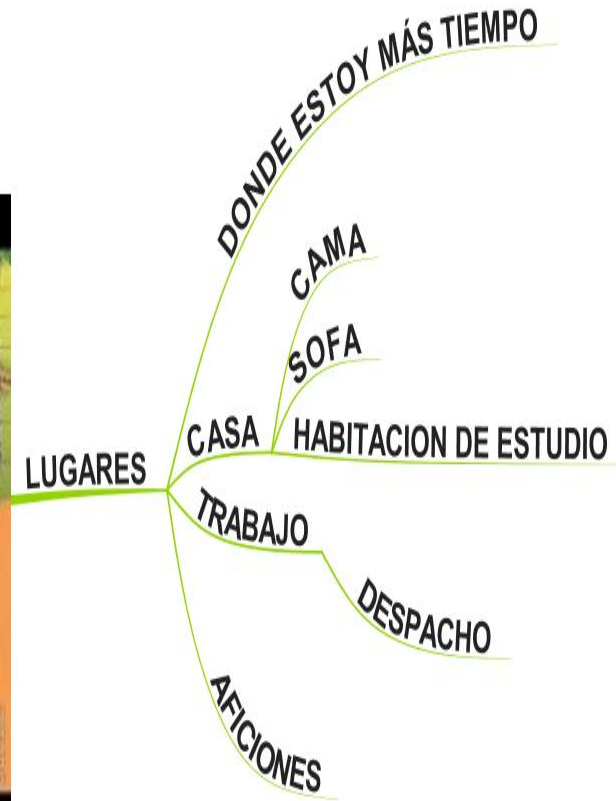 DONDE ESTOY MÁS TIEMPO
CAMA
SOFA
CASA
HABITACION DE ESTUDIO
LUGARES
TRABAJO
DESPACHO
AFICIONES